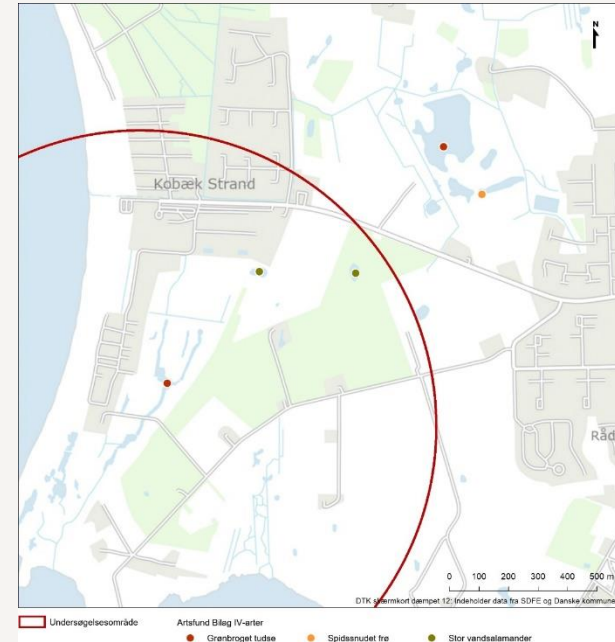 N
Kobæk Strand
Råd
0 100 200 300 400 500 m
DTK skærmkort dæmpet 12: Indeholder data fra SDFE og Danske kommune
Undersøgelsesområde
Artsfund Bilag IV-arter
Grønbroget tudse
Spidssnudet frø
Stor vandsalamander